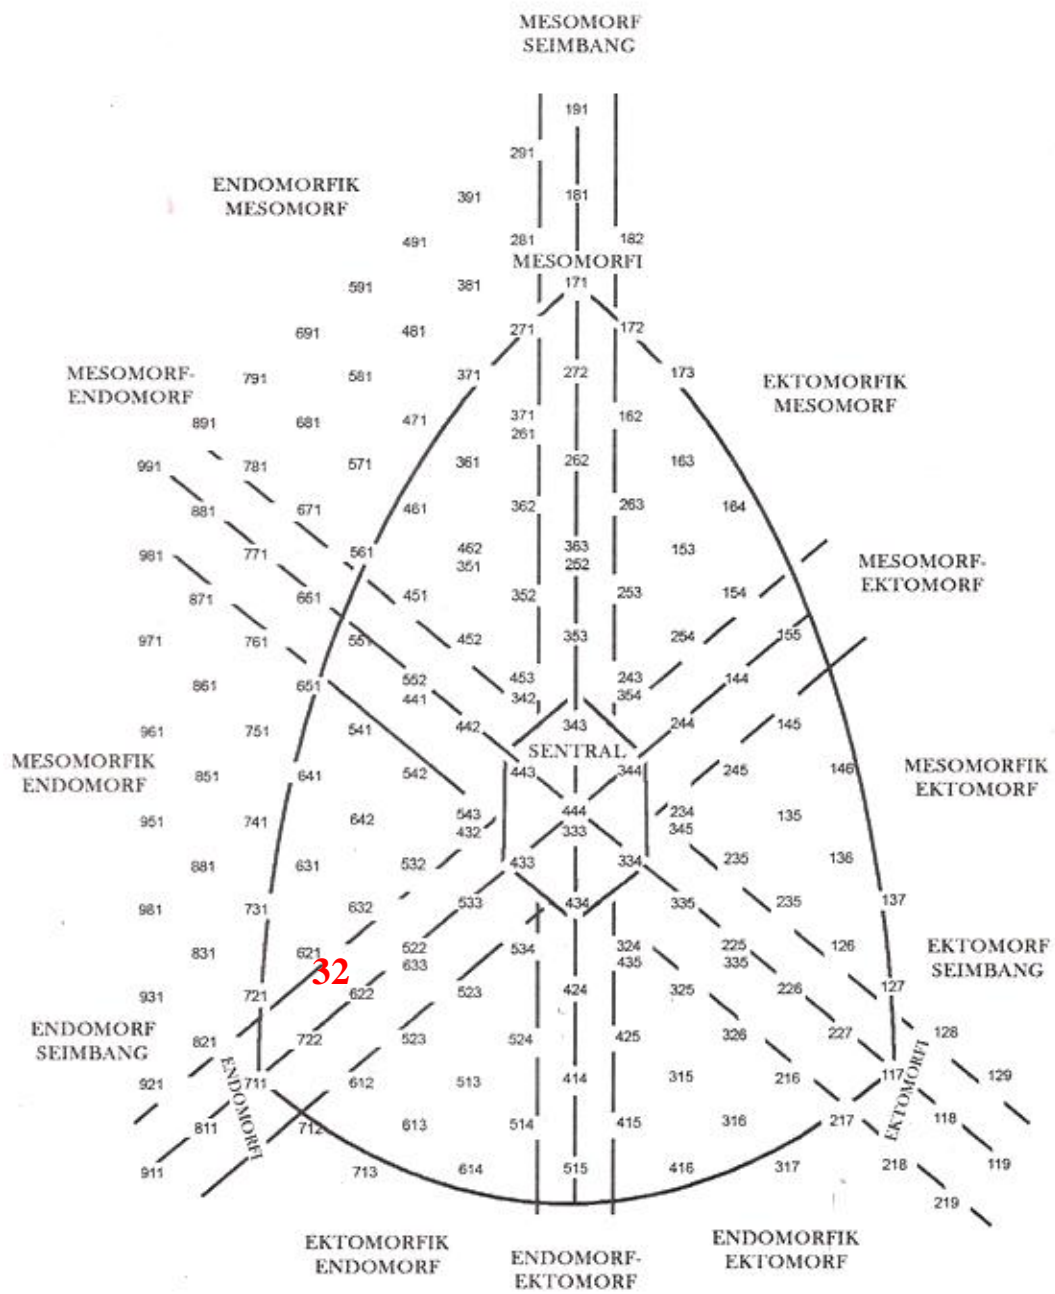 MESOMORF
SEIMBANG
191
291
ENDOMORFIK
MESOMORF
391 181
491 281 182
MESOMORFI
591 381 171
691 481 271 172
MESOMORF-
ENDOMORF
791 581 371 272 173
EKTOMORFIK
MESOMORF
891 681 471 371 162
261
991 781 571 361 262 163
881 671 461 362 263 164
981 771 561 462 363 153
351 252
MESOMORF-
EKTOMORF
871 661 451 352 253 154
971 761 551 452 353 254 155
861 651 552 453 243 144
441 342 354
961 751 541 442 343 244 145
SENTRAL
MESOMORFIK
ENDOMORF
851 641 542 443 344 245 146
MESOMORFIK
EKTOMORF
951 741 642 543 444 234 135
432 333 345
881 631 532 433 334 235 136
981 731 632 533 434 335 235 137
831 621 522 534 324 225 126
633 435 335
32
EKTOMORF
SEIMBANG
931 721 622 523 424 325 226 127
ENDOMORF
SEIMBANG
821 722 523 524 425 326 227 128
921 711 612 513 414 315 216 117 129
ENDOMORFI
EKTOMORFI
811 712 613 514 415 316 217 118
911 713 614 515 416 317 218 119
219
EKTOMORFIK
ENDOMORF
ENDOMORF-
EKTOMORF
ENDOMORFIK
EKTOMORF